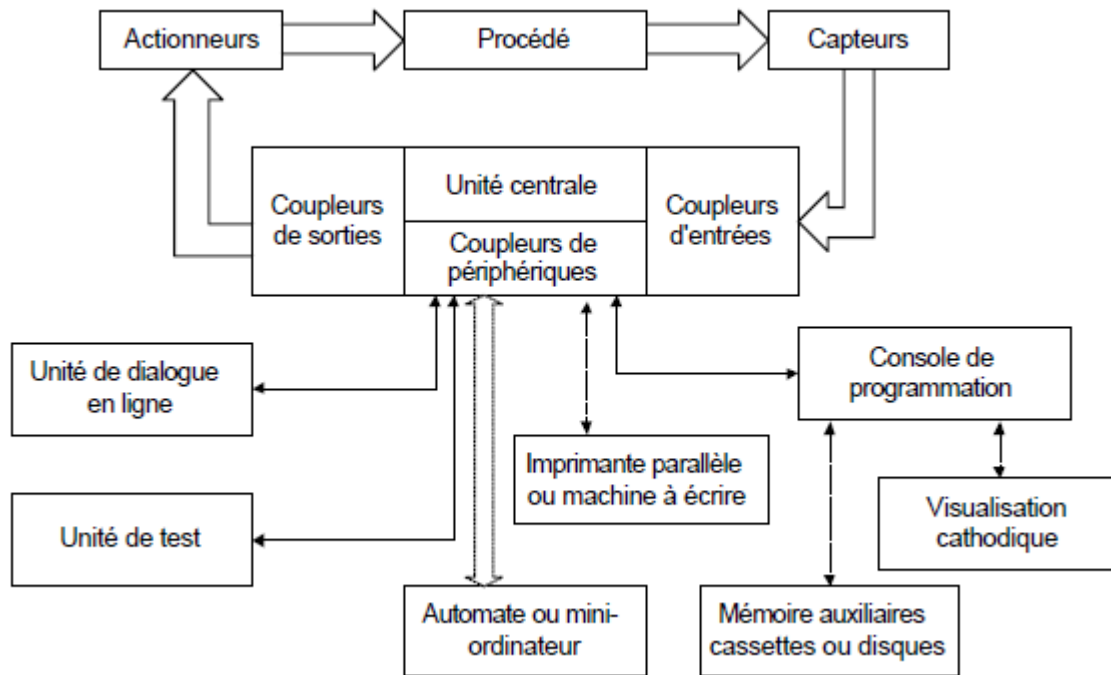 Actionneurs
Procédé
Capteurs
Coupleurs
de sorties
Unité centrale
Coupleurs de
périphériques
Coupleurs
d'entrées
Unité de dialogue
en ligne
Console de
programmation
Imprimante parallèle
ou machine à écrire
Visualisation
cathodique
Unité de test
Automate ou mini-
ordinateur
Mémoire auxiliaires
cassettes ou disques